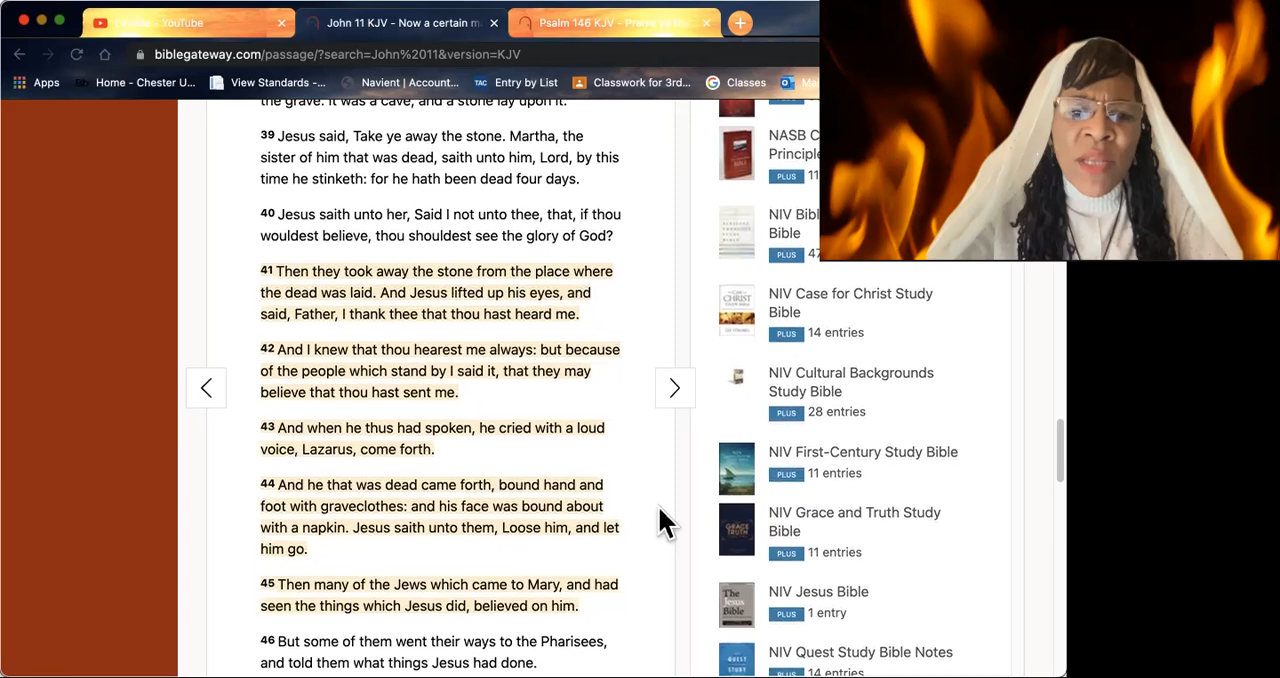 YouTube
John 11 KJV - Now a certain m
Psalm 146 KJV - Praise ye
biblegateway.com/passage/?search=John%2011&version=KJV
Apps
Home - Chester U...
View Standards -...
Navient | Account...
TAC Entry by List
Classwork for 3rd...
Classes
the grave. It was a cave, and a stone lay upon it.
39 Jesus said, Take ye away the stone. Martha, the
sister of him that was dead, saith unto him, Lord, by this
time he stinketh: for he hath been dead four days.
40 Jesus saith unto her, Said I not unto thee, that, if thou
wouldest believe, thou shouldest see the glory of God?
41 Then they took away the stone from the place where
the dead was laid. And Jesus lifted up his eyes, and
said, Father, I thank thee that thou hast heard me.
42 And I knew that thou hearest me always: but because
of the people which stand by I said it, that they may
believe that thou hast sent me.
43 And when he thus had spoken, he cried with a loud
voice, Lazarus, come forth.
44 And he that was dead came forth, bound hand and
foot with graveclothes: and his face was bound about
with a napkin. Jesus saith unto them, Loose him, and let
him go.
45 Then many of the Jews which came to Mary, and had
seen the things which Jesus did, believed on him.
46 But some of them went their ways to the Pharisees,
and told them what things Jesus had done.
NASB C
Principle
PLUS 11
NIV Bibl
Bible
PLUS 47
NIV Case for Christ Study
Bible
PLUS 14 entries
NIV Cultural Backgrounds
Study Bible
PLUS 28 entries
NIV First-Century Study Bible
PLUS 11 entries
NIV Grace and Truth Study
Bible
PLUS 11 entries
The
Jesus
Bible
NIV Jesus Bible
PLUS 1 entry
NIV Quest Study Bible Notes
PLUS 14 entries